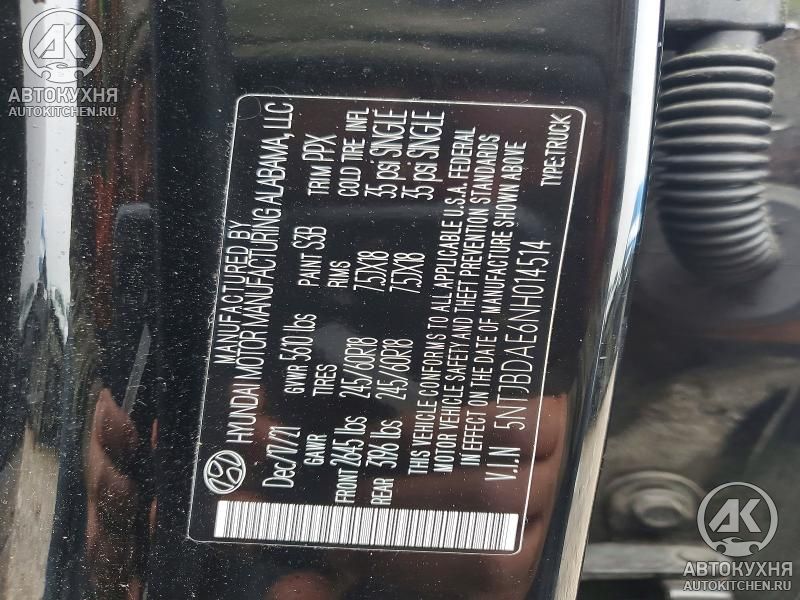 АК
АВТОКУХНЯ
AUTOKITCHEN.RU
MANUFACTURED BY
HYUNDAI MOTOR MANUFACTURING ALABAMA, LLC
Dec/17/21 GVWR 5610 lbs PAINT S3B TRIM PPX
GAWR TIRES RIMS COLD TIRE INFL
FRONT 2645 lbs 245/60R18 7.5JX18 35 psi SINGLE
REAR 3196 lbs 245/60R18 7.5JX18 35 psi SINGLE
THIS VEHICLE CONFORMS TO ALL APPLICABLE U.S.A. FEDERAL
MOTOR VEHICLE SAFETY AND THEFT PREVENTION STANDARDS
IN EFFECT ON THE DATE OF MANUFACTURE SHOWN ABOVE
V.I.N 5NTJBDAE6NH014514 TYPE:TRUCK
АК
АВТОКУХНЯ
AUTOKITCHEN.RU